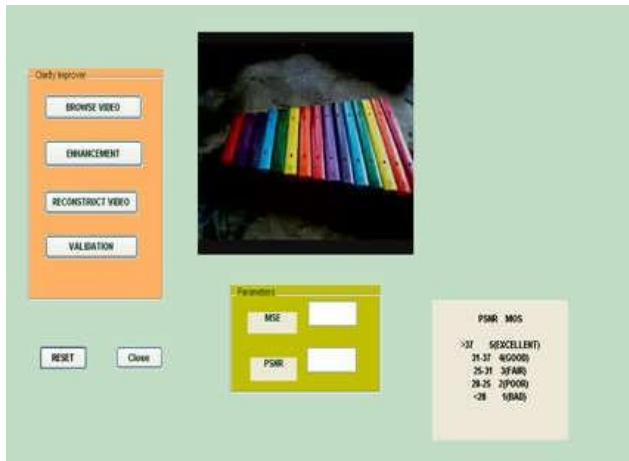 Clarity Improver
BROWSE VIDEO
ENHANCEMENT
RECONSTRUCT VIDEO
VALIDATION
RESET
Close
Parameters
MSE
PSNR
PSNR MOS
>37 5(EXCELLENT)
31-37 4(GOOD)
25-31 3(FAIR)
20-25 2(POOR)
<20 1(BAD)